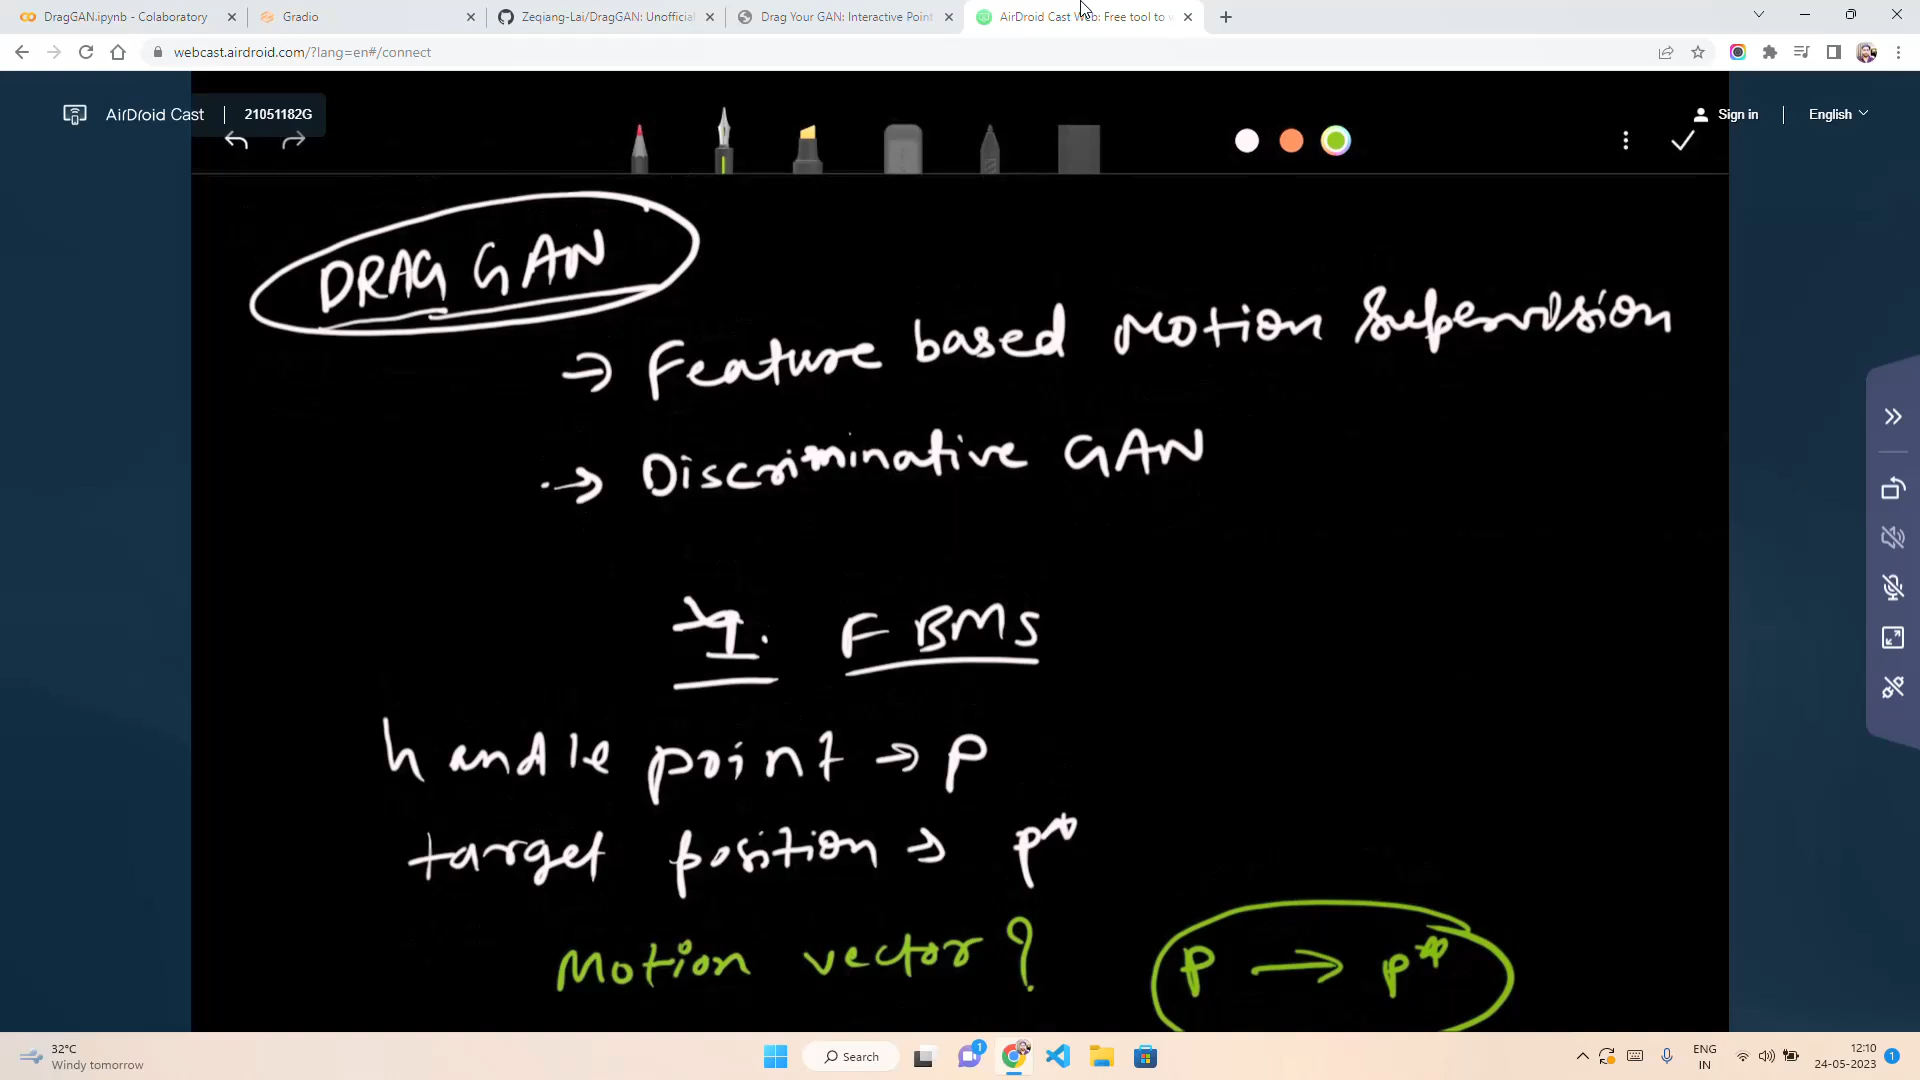 DragGAN.ipynb - Colaboratory
Gradio
Zeqiang-Lai/DragGAN: Unofficial
Drag Your GAN: Interactive Point
AirDroid Cast Web: Free tool to
webcast.airdroid.com/?lang=en#/connect
AirDroid Cast
21051182G
Sign in
English
DRAG GAN
→ Feature based Motion Supervision
→ Discriminative GAN
1. FBMS
handle point → P
target position → P*
Motion vector ?
P → P*
32°C
Windy tomorrow
Search
1
ENG
IN
12:10
24-05-2023
1